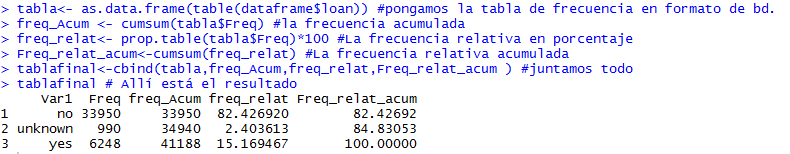 > tabla<- as.data.frame(table(dataframe$loan)) #pongamos la tabla de frecuencia en formato de bd.
> freq_Acum <- cumsum(tabla$Freq) #la frecuencia acumulada
> freq_relat<- prop.table(tabla$Freq)*100 #La frecuencia relativa en porcentaje
> Freq_relat_acum<-cumsum(freq_relat) #La frecuencia relativa acumulada
> tablafinal<-cbind(tabla,freq_Acum,freq_relat,Freq_relat_acum ) #juntamos todo
> tablafinal # Allí está el resultado
Var1 Freq freq_Acum freq_relat Freq_relat_acum
1 no 33950 33950 82.426920 82.42692
2 unknown 990 34940 2.403613 84.83053
3 yes 6248 41188 15.169467 100.00000